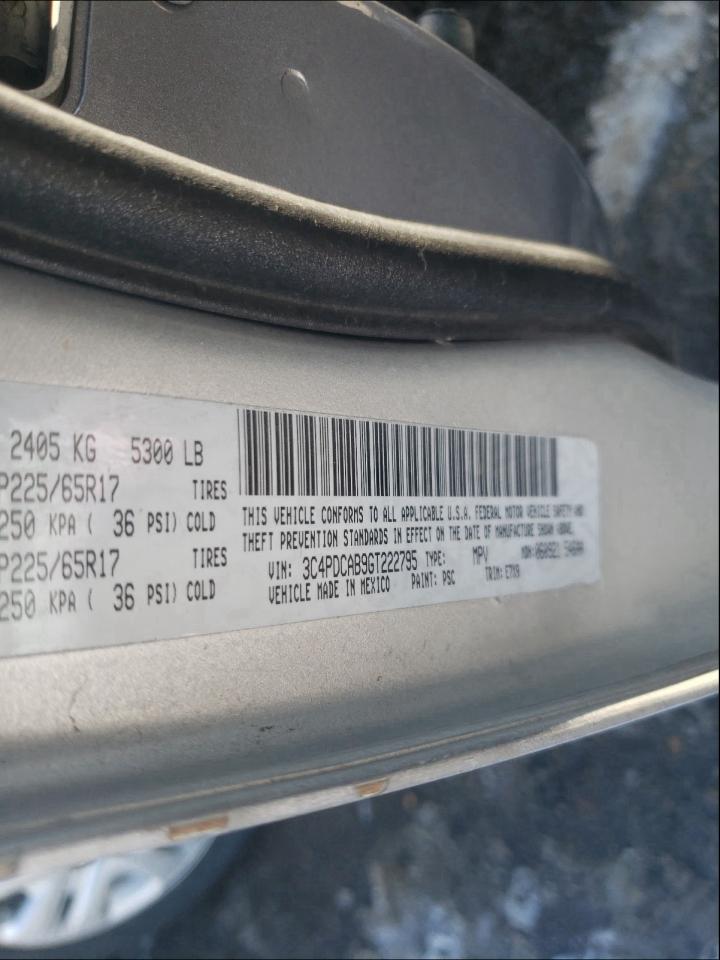 2405 KG 5300 LB
P225/65R17 TIRES
250 KPA ( 36 PSI) COLD
P225/65R17 TIRES
250 KPA ( 36 PSI) COLD
THIS VEHICLE CONFORMS TO ALL APPLICABLE U.S.A. FEDERAL MOTOR VEHICLE SAFETY AND
THEFT PREVENTION STANDARDS IN EFFECT ON THE DATE OF MANUFACTURE SHOWN ABOVE.
VIN: 3C4PDCAB9GT222795 TYPE: MPV MDH:
VEHICLE MADE IN MEXICO PAINT: PSC TRIM: